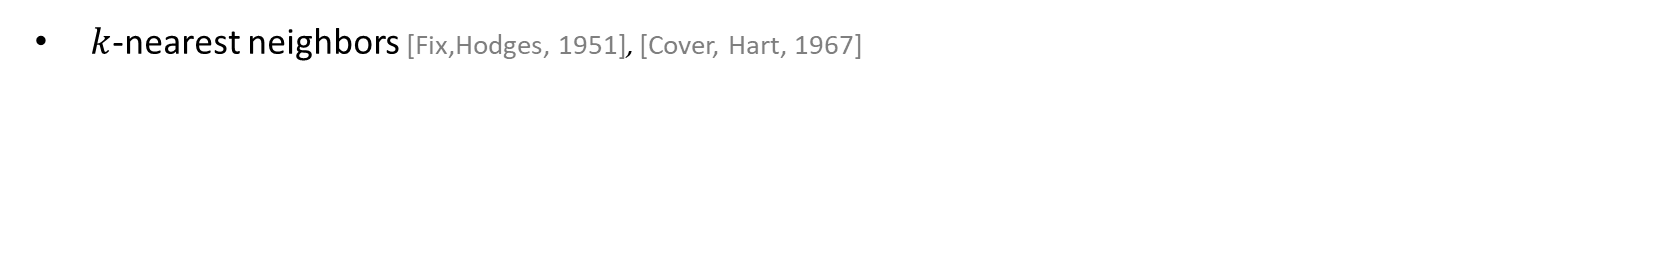 • k-nearest neighbors [Fix,Hodges, 1951], [Cover, Hart, 1967]